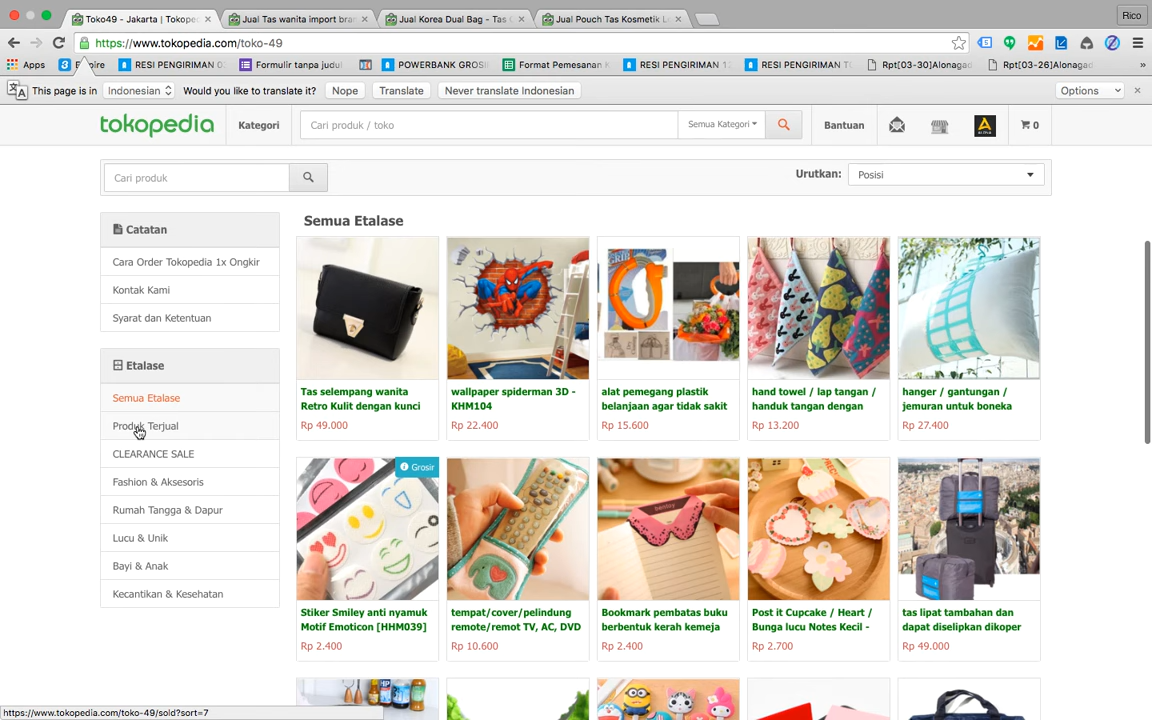 Toko49 - Jakarta | Tokope
Jual Tas wanita import bran
Jual Korea Dual Bag - Tas
Jual Pouch Tas Kosmetik L
Rico
https://www.tokopedia.com/toko-49
Apps
RESI PENGIRIMAN
Formulir tanpa judul
POWERBANK GROSI
Format Pemesanan
RESI PENGIRIMAN 1
RESI PENGIRIMAN T
Rpt[03-30]Alonagad
Rpt[03-26]Alonaga
»
This page is in
Indonesian
Would you like to translate it?
Nope
Translate
Never translate Indonesian
Options
tokopedia
Kategori
Cari produk / toko
Semua Kategori
Bantuan
0
Cari produk
Urutkan:
Posisi
Catatan
Cara Order Tokopedia 1x Ongkir
Kontak Kami
Syarat dan Ketentuan
Etalase
Semua Etalase
Produk Terjual
CLEARANCE SALE
Fashion & Aksesoris
Rumah Tangga & Dapur
Lucu & Unik
Bayi & Anak
Kecantikan & Kesehatan
Semua Etalase
Tas selempang wanita
Retro Kulit dengan kunci
Rp 49.000
wallpaper spiderman 3D -
KHM104
Rp 22.400
alat pemegang plastik
belanjaan agar tidak sakit
Rp 15.600
hand towel / lap tangan /
handuk tangan dengan
Rp 13.200
hanger / gantungan /
jemuran untuk boneka
Rp 27.400
Grosir
Stiker Smiley anti nyamuk
Motif Emoticon [HHM039]
Rp 2.400
tempat/cover/pelindung
remote/remot TV, AC, DVD
Rp 10.600
Bookmark pembatas buku
berbentuk kerah kemeja
Rp 2.400
Post it Cupcake / Heart /
Bunga lucu Notes Kecil -
Rp 2.700
tas lipat tambahan dan
dapat diselipkan dikoper
Rp 49.000
https://www.tokopedia.com/toko-49/sold?sort=7